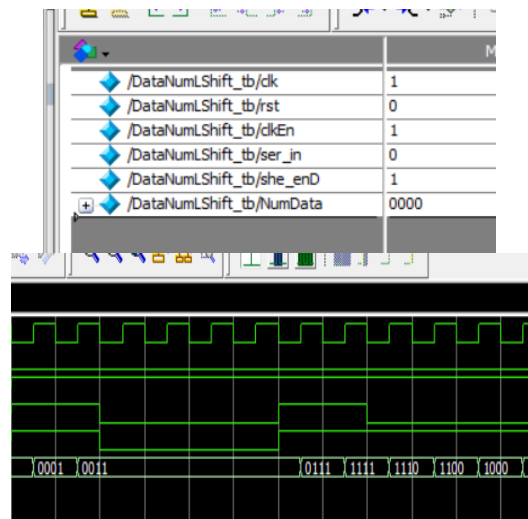 M
/DataNumLShift_tb/clk 1
/DataNumLShift_tb/rst 0
/DataNumLShift_tb/clkEn 1
/DataNumLShift_tb/ser_in 0
/DataNumLShift_tb/she_enD 1
/DataNumLShift_tb/NumData 0000
0001 0011 0111 1111 1110 1100 1000